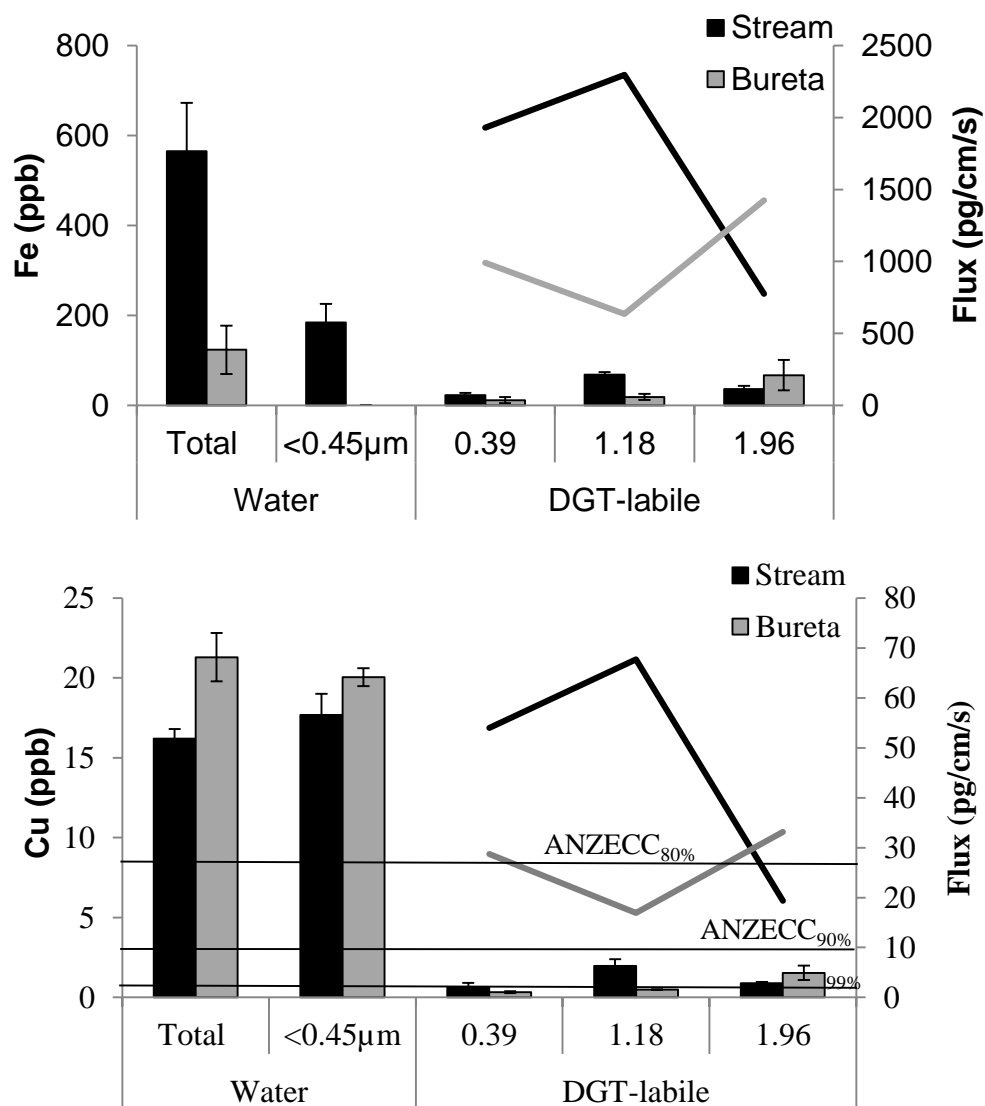 Stream
Bureta
Fe (ppb)
800
600
400
200
0
2500
2000
1500
1000
500
0
Flux (pg/cm/s)
Total
<0.45µm
0.39
1.18
1.96
Water
DGT-labile
Stream
Bureta
Cu (ppb)
25
20
15
10
5
0
80
70
60
50
40
30
20
10
0
Flux (pg/cm/s)
ANZECC80%
ANZECC90%
99%
Total
<0.45µm
0.39
1.18
1.96
Water
DGT-labile